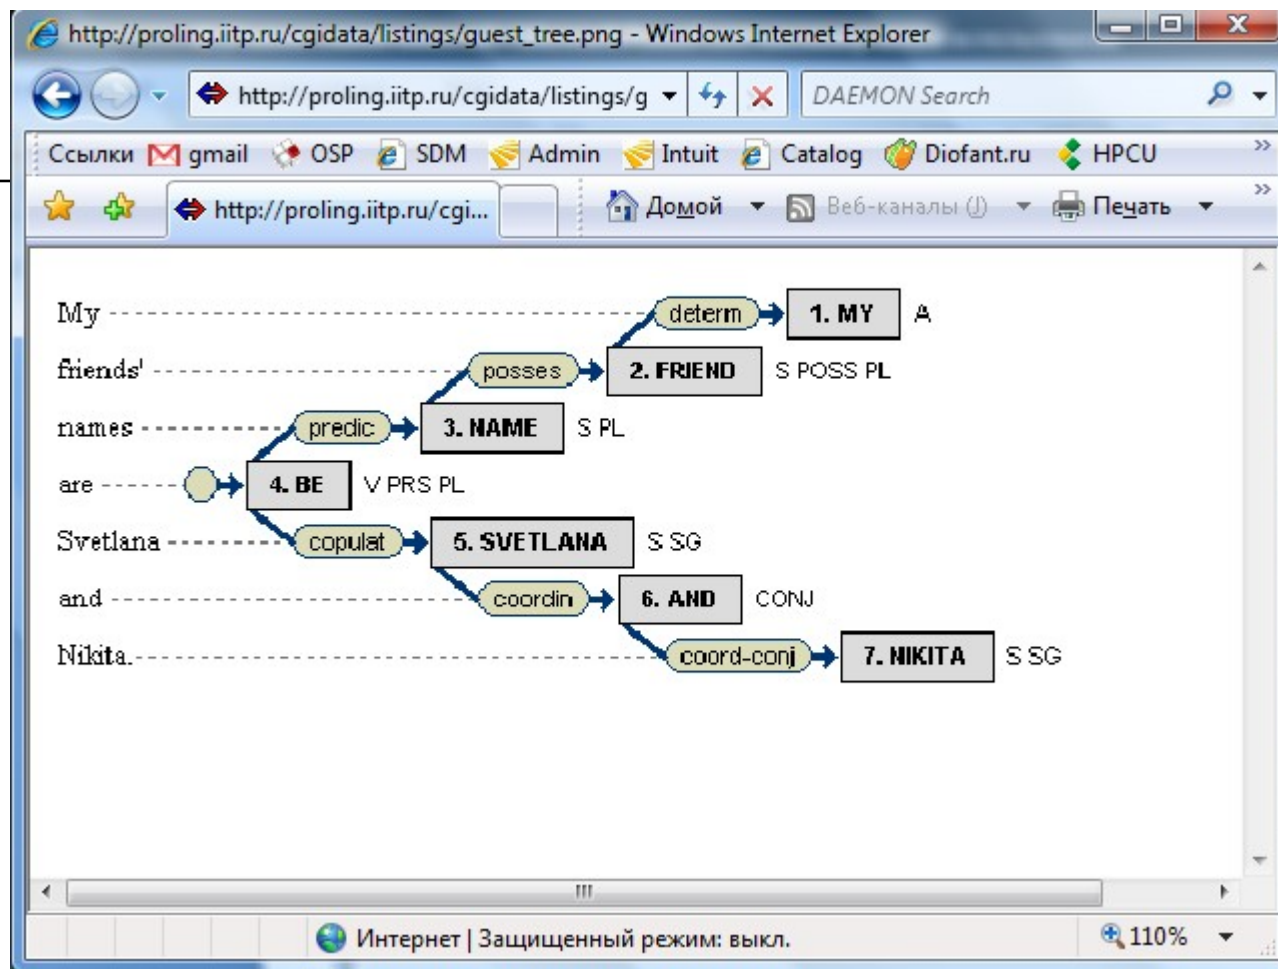 http://proling.iitp.ru/cgidata/listings/guest_tree.png - Windows Internet Explorer
http://proling.iitp.ru/cgidata/listings/g DAEMON Search
Ссылки gmail OSP SDM Admin Intuit Catalog Diofant.ru HPCU
http://proling.iitp.ru/cgi... Домой Веб-каналы (J) Печать
My determ 1. MY A
friends' posses 2. FRIEND S POSS PL
names predic 3. NAME S PL
are 4. BE V PRS PL
Svetlana copulat 5. SVETLANA S SG
and coordin 6. AND CONJ
Nikita. coord-conj 7. NIKITA S SG
Интернет | Защищенный режим: выкл. 110%